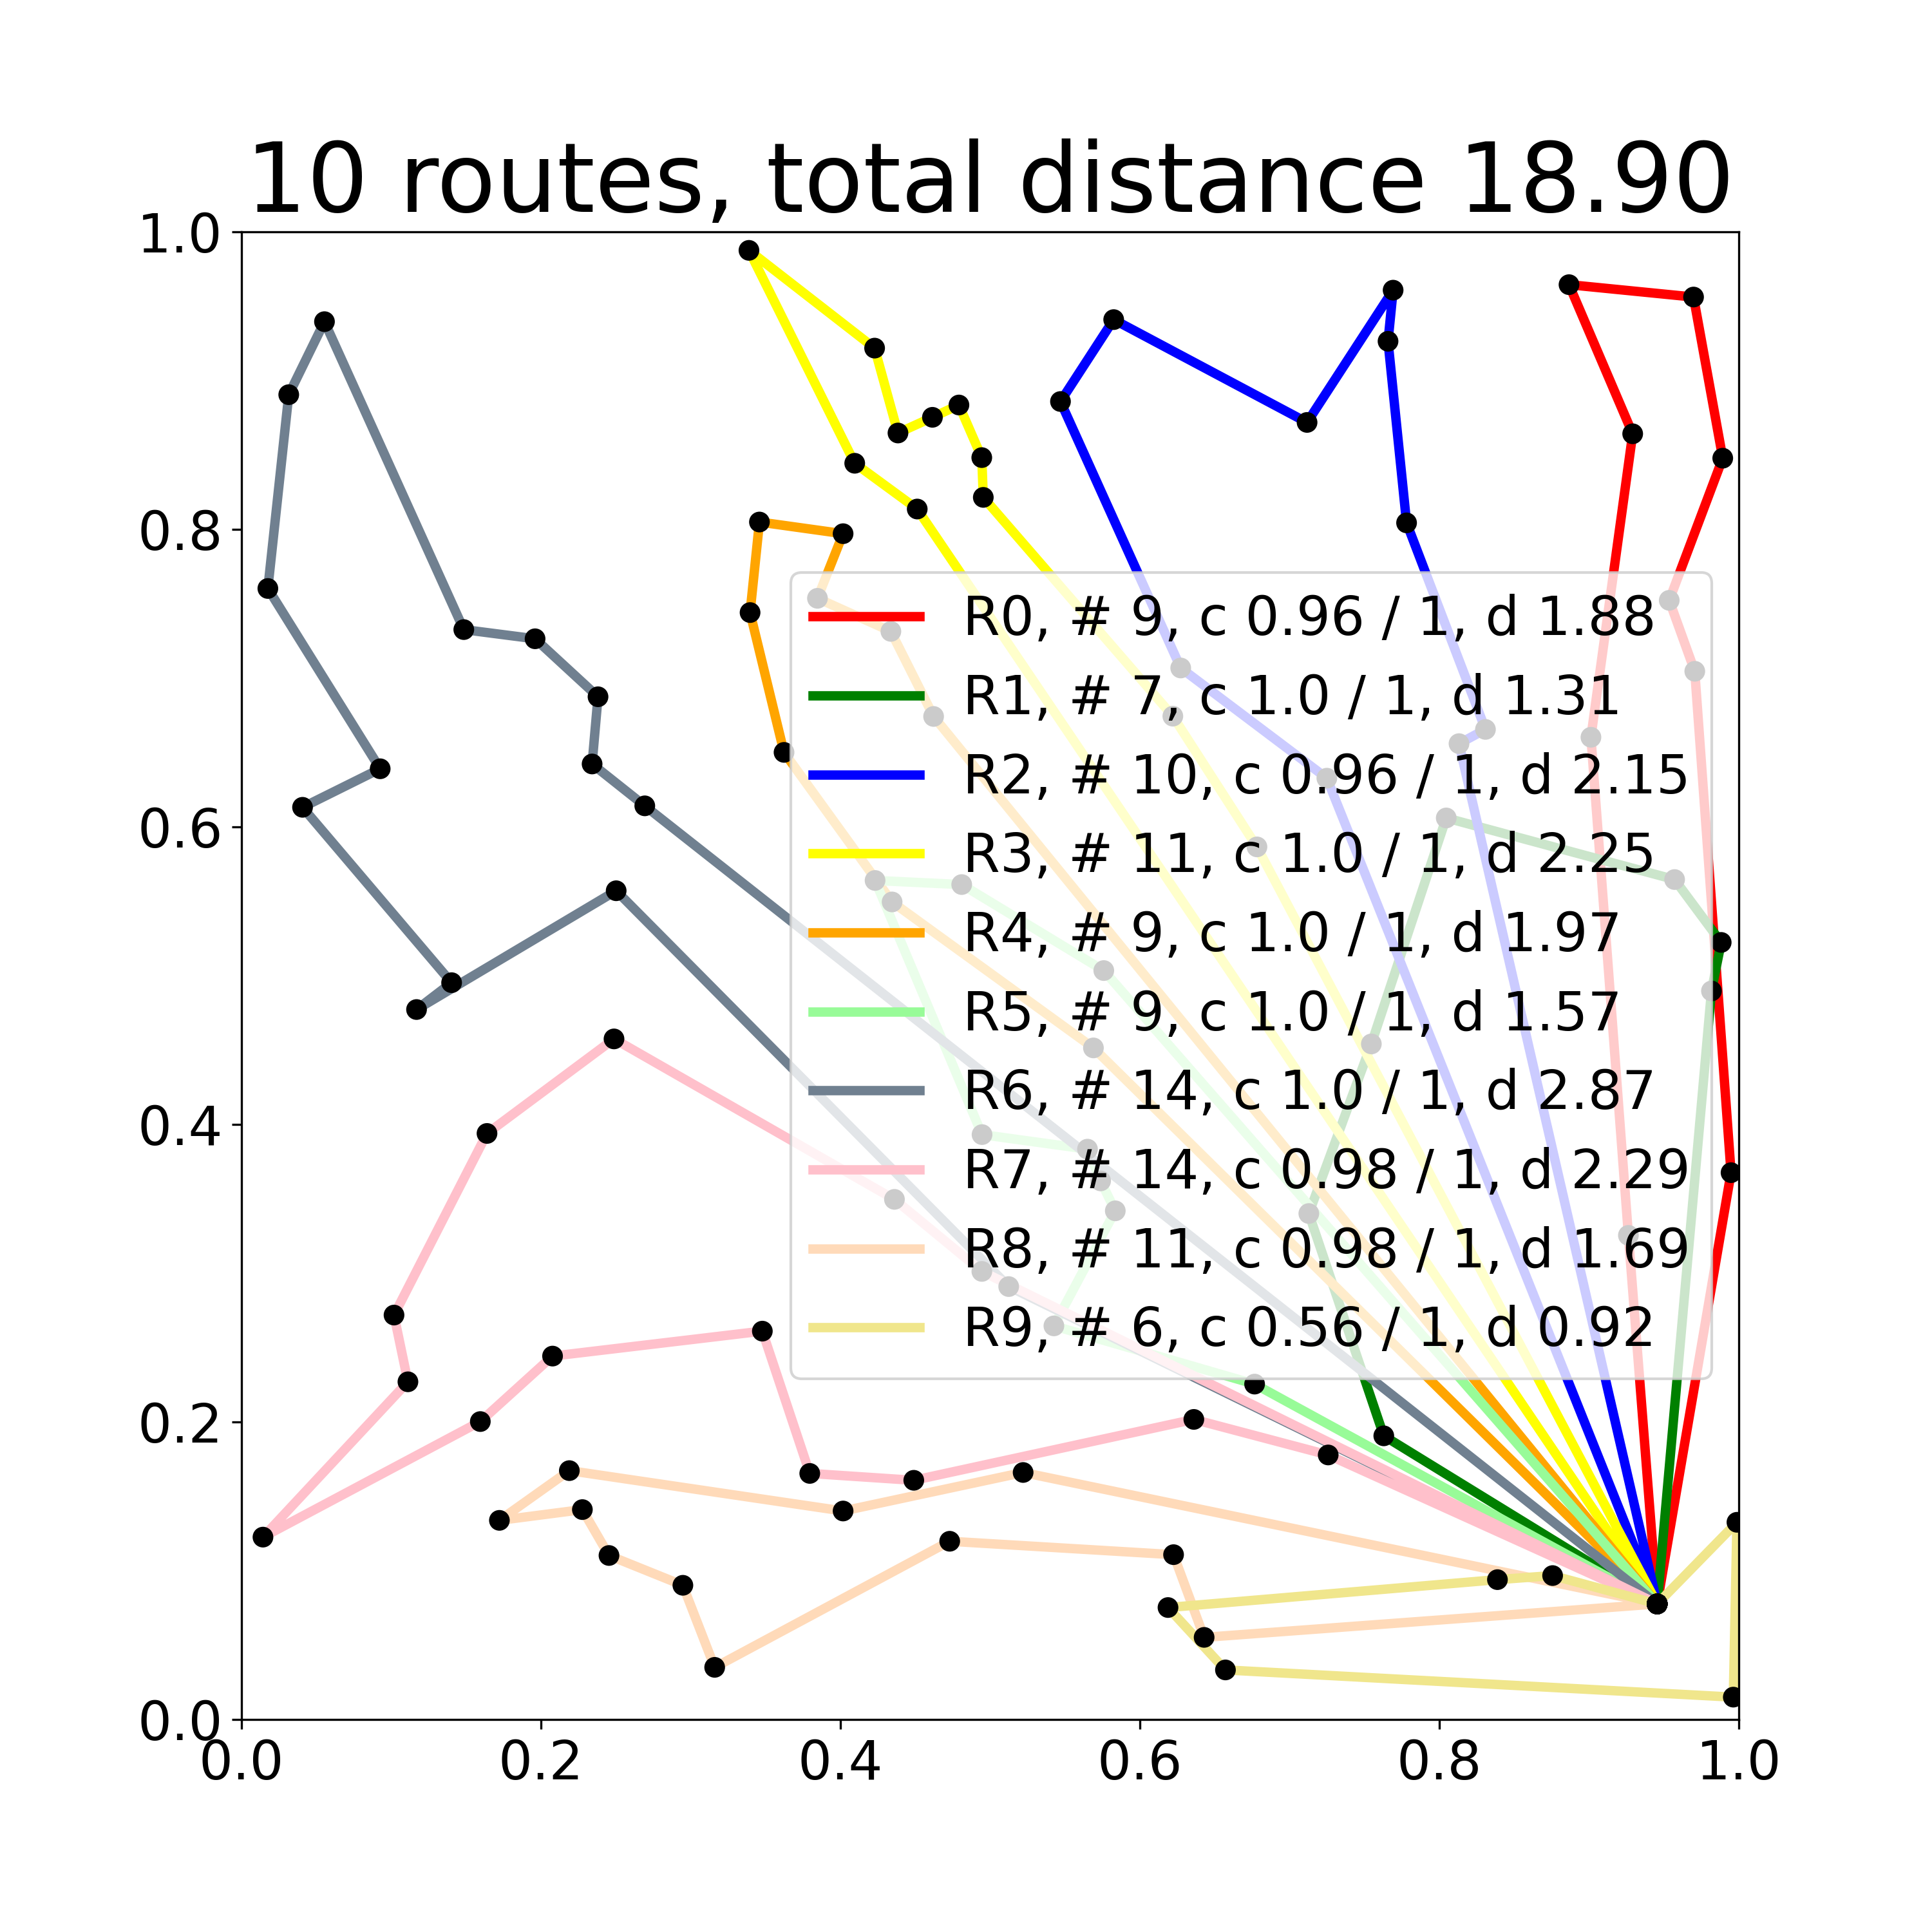 10 routes, total distance 18.90
1.0
0.8
0.6
0.4
0.2
0.0
0.0 0.2 0.4 0.6 0.8 1.0
R0, # 9, c 0.96 / 1, d 1.88
R1, # 7, c 1.0 / 1, d 1.31
R2, # 10, c 0.96 / 1, d 2.15
R3, # 11, c 1.0 / 1, d 2.25
R4, # 9, c 1.0 / 1, d 1.97
R5, # 9, c 1.0 / 1, d 1.57
R6, # 14, c 1.0 / 1, d 2.87
R7, # 14, c 0.98 / 1, d 2.29
R8, # 11, c 0.98 / 1, d 1.69
R9, # 6, c 0.56 / 1, d 0.92